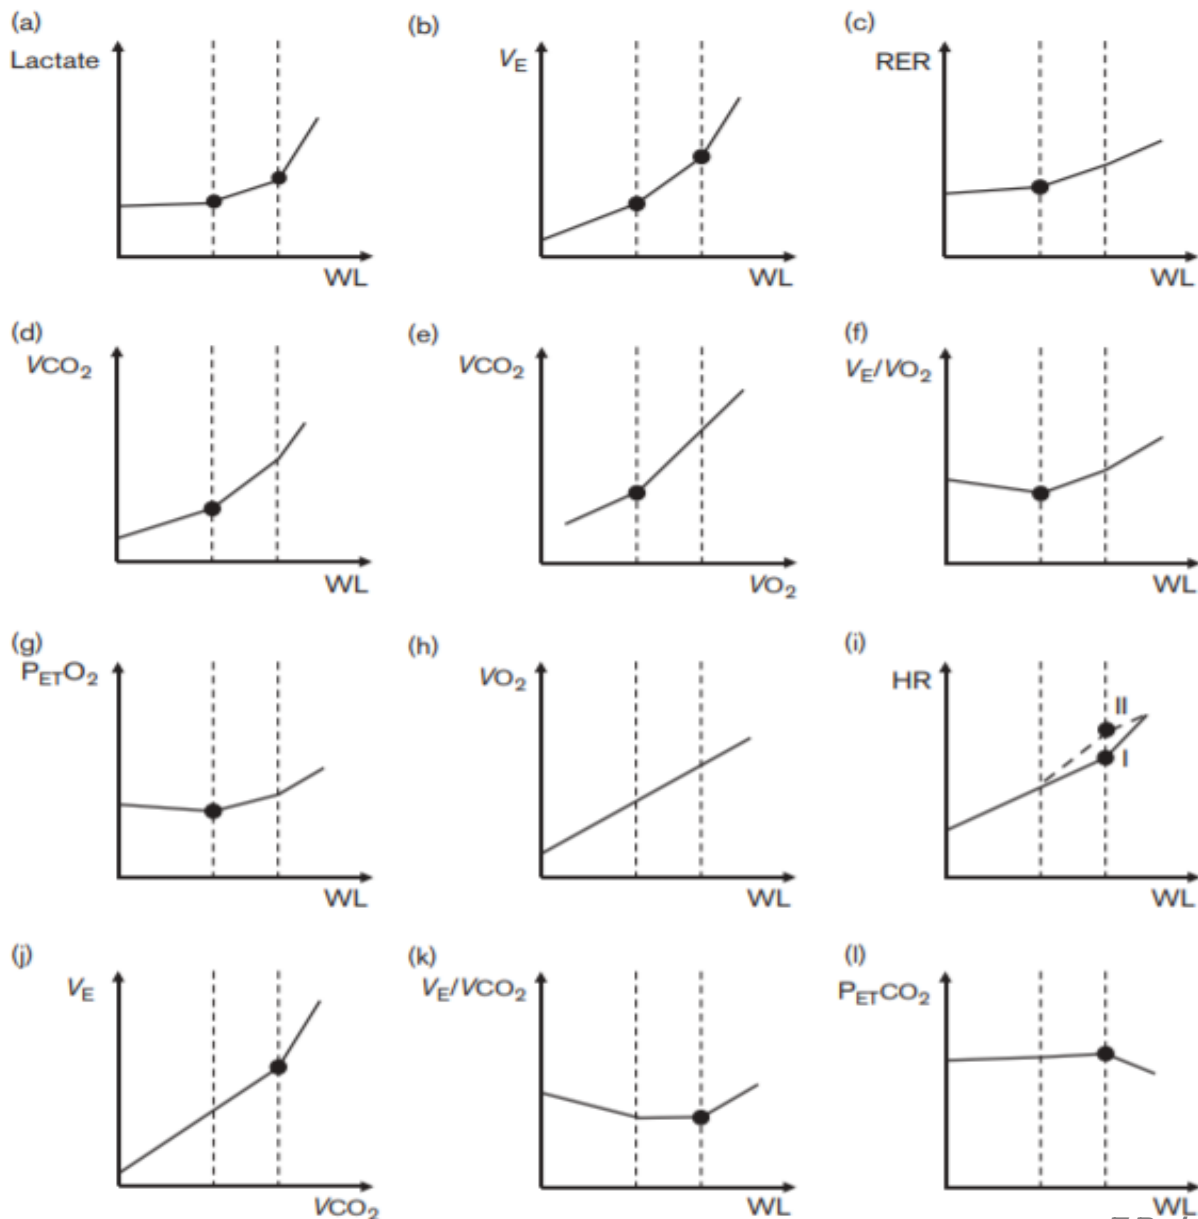 (a) (b) (c)
Lactate VE RER
WL WL WL
(d) (e) (f)
VCO2 VCO2 VE/VO2
WL VO2 WL
(g) (h) (i)
PETO2 VO2 HR
II
I
WL WL WL
(j) (k) (l)
VE VE/VCO2 PETCO2
VCO2 WL WL